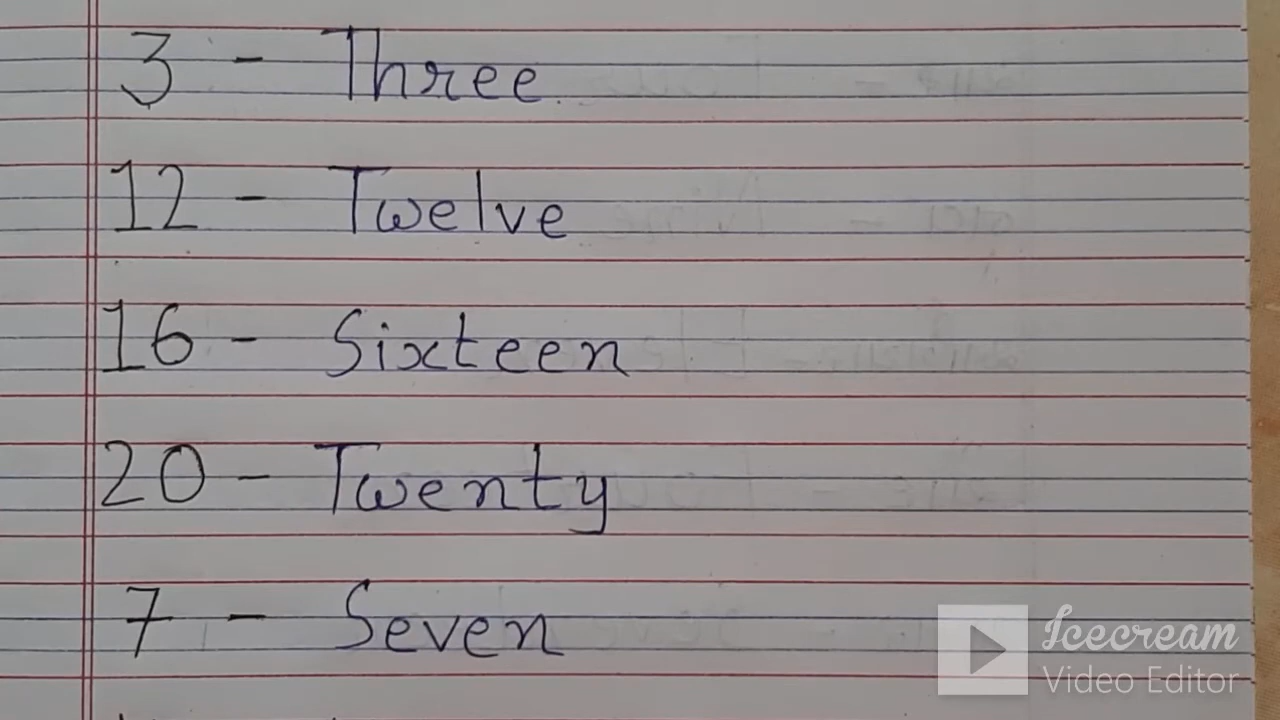 3 - Three
12 - Twelve
16 - Sixteen
20 - Twenty
7 - Seven
Icecream
Video Editor